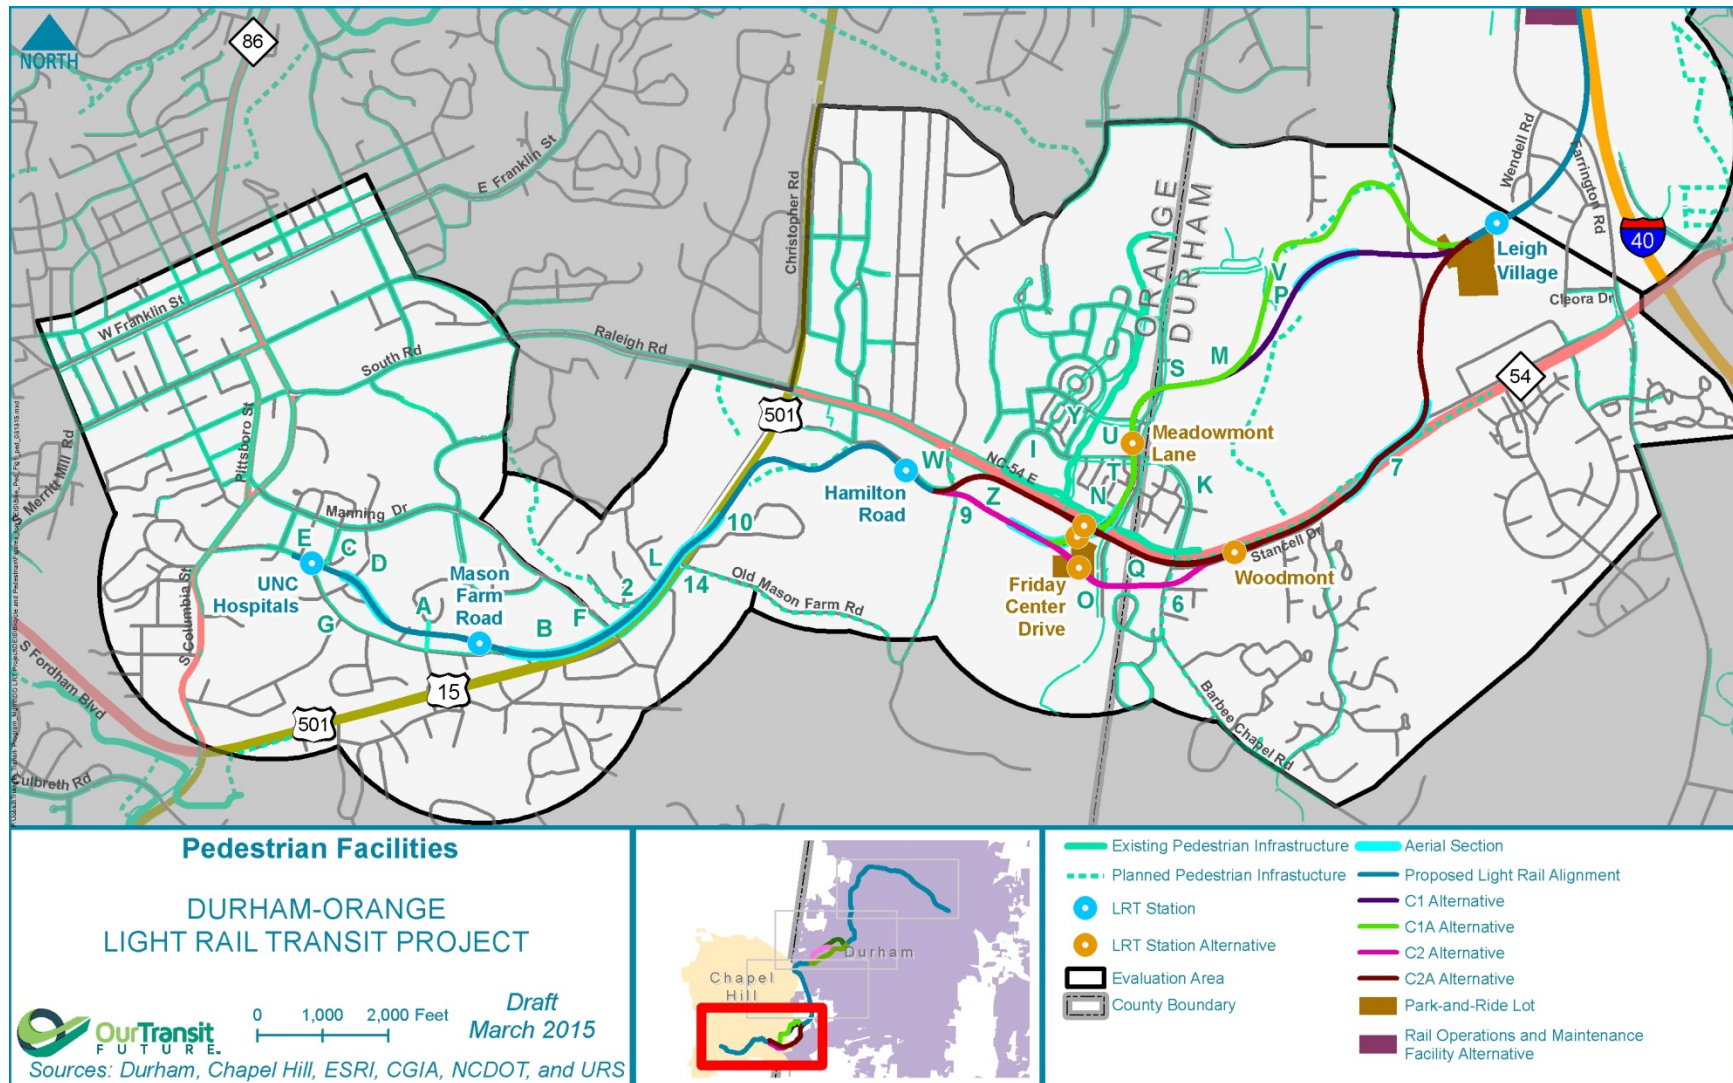 NORTH
86
E Franklin St
W Franklin St
S Merritt Mill Rd
Pittsboro St
South Rd
Raleigh Rd
Christopher Rd
501
Manning Dr
S Columbia St
S Fordham Blvd
Culbreth Rd
501
15
UNC
Hospitals
Mason
Farm
Road
Hamilton
Road
Old Mason Farm Rd
NC-54 E
Friday
Center
Drive
Meadowmont
Lane
Woodmont
Stancell Dr
Barbee Chapel Rd
ORANGE
DURHAM
Leigh
Village
Wendell Rd
Farrington Rd
Cleora Dr
40
54
E
C
D
G
A
B
F
2
L
10
14
W
9
Z
I
Y
U
T
N
K
S
M
V
P
O
Q
6
7
Pedestrian Facilities
DURHAM-ORANGE
LIGHT RAIL TRANSIT PROJECT
OurTransit
FUTURE
0 1,000 2,000 Feet
Draft
March 2015
Sources: Durham, Chapel Hill, ESRI, CGIA, NCDOT, and URS
Chapel
Hill
Durham
Existing Pedestrian Infrastructure
Planned Pedestrian Infrastucture
LRT Station
LRT Station Alternative
Evaluation Area
County Boundary
Aerial Section
Proposed Light Rail Alignment
C1 Alternative
C1A Alternative
C2 Alternative
C2A Alternative
Park-and-Ride Lot
Rail Operations and Maintenance
Facility Alternative